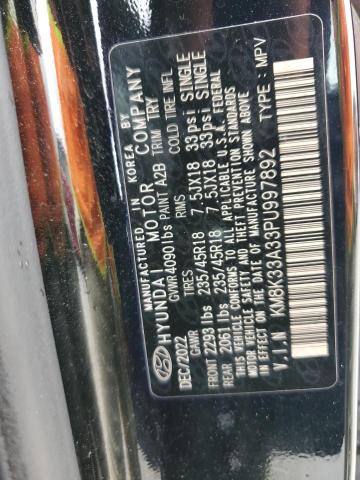 HYUNDAI MOTOR COMPANY
MANUFACTURED IN KOREA BY
DEC/2022 GVWR 4090 lbs PAINT A2B TRIM TRY
GAWR TIRES RIMS COLD TIRE INFL
FRONT 2293 lbs 235/45R18 7.5JX18 33psi SINGLE
REAR 2061 lbs 235/45R18 7.5JX18 33psi SINGLE
THIS VEHICLE CONFORMS TO ALL APPLICABLE U.S.A. FEDERAL
MOTOR VEHICLE SAFETY AND THEFT PREVENTION STANDARDS
IN EFFECT ON THE DATE OF MANUFACTURE SHOWN ABOVE
V.I.N KM8K33A33PU997892 TYPE: MPV